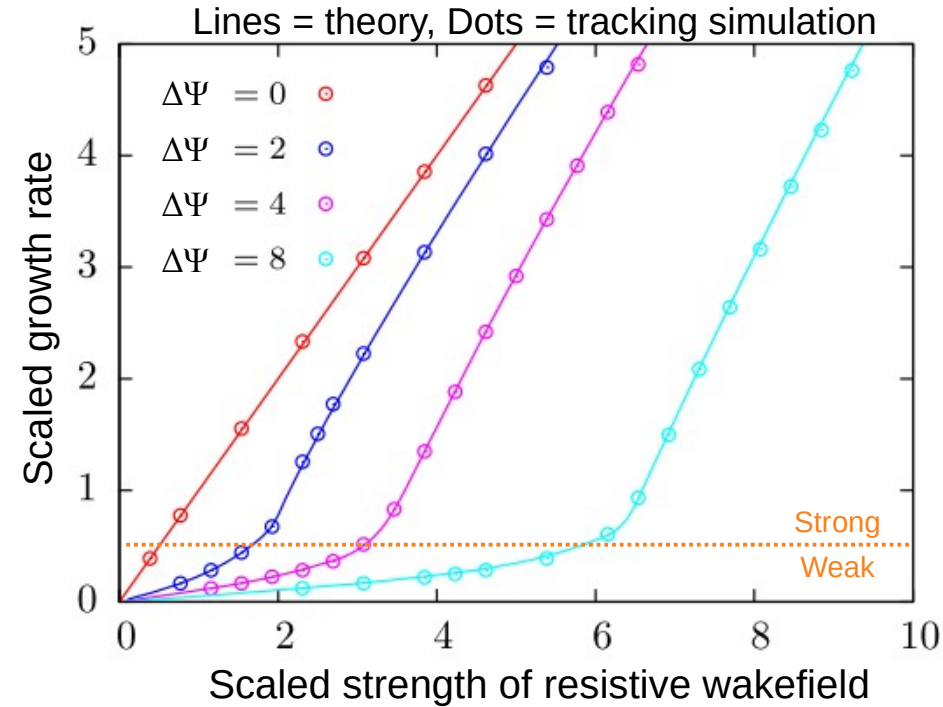 Lines = theory, Dots = tracking simulation
5
4
3
2
1
0
Scaled growth rate
ΔΨ = 0
ΔΨ = 2
ΔΨ = 4
ΔΨ = 8
Strong
Weak
0 2 4 6 8 10
Scaled strength of resistive wakefield